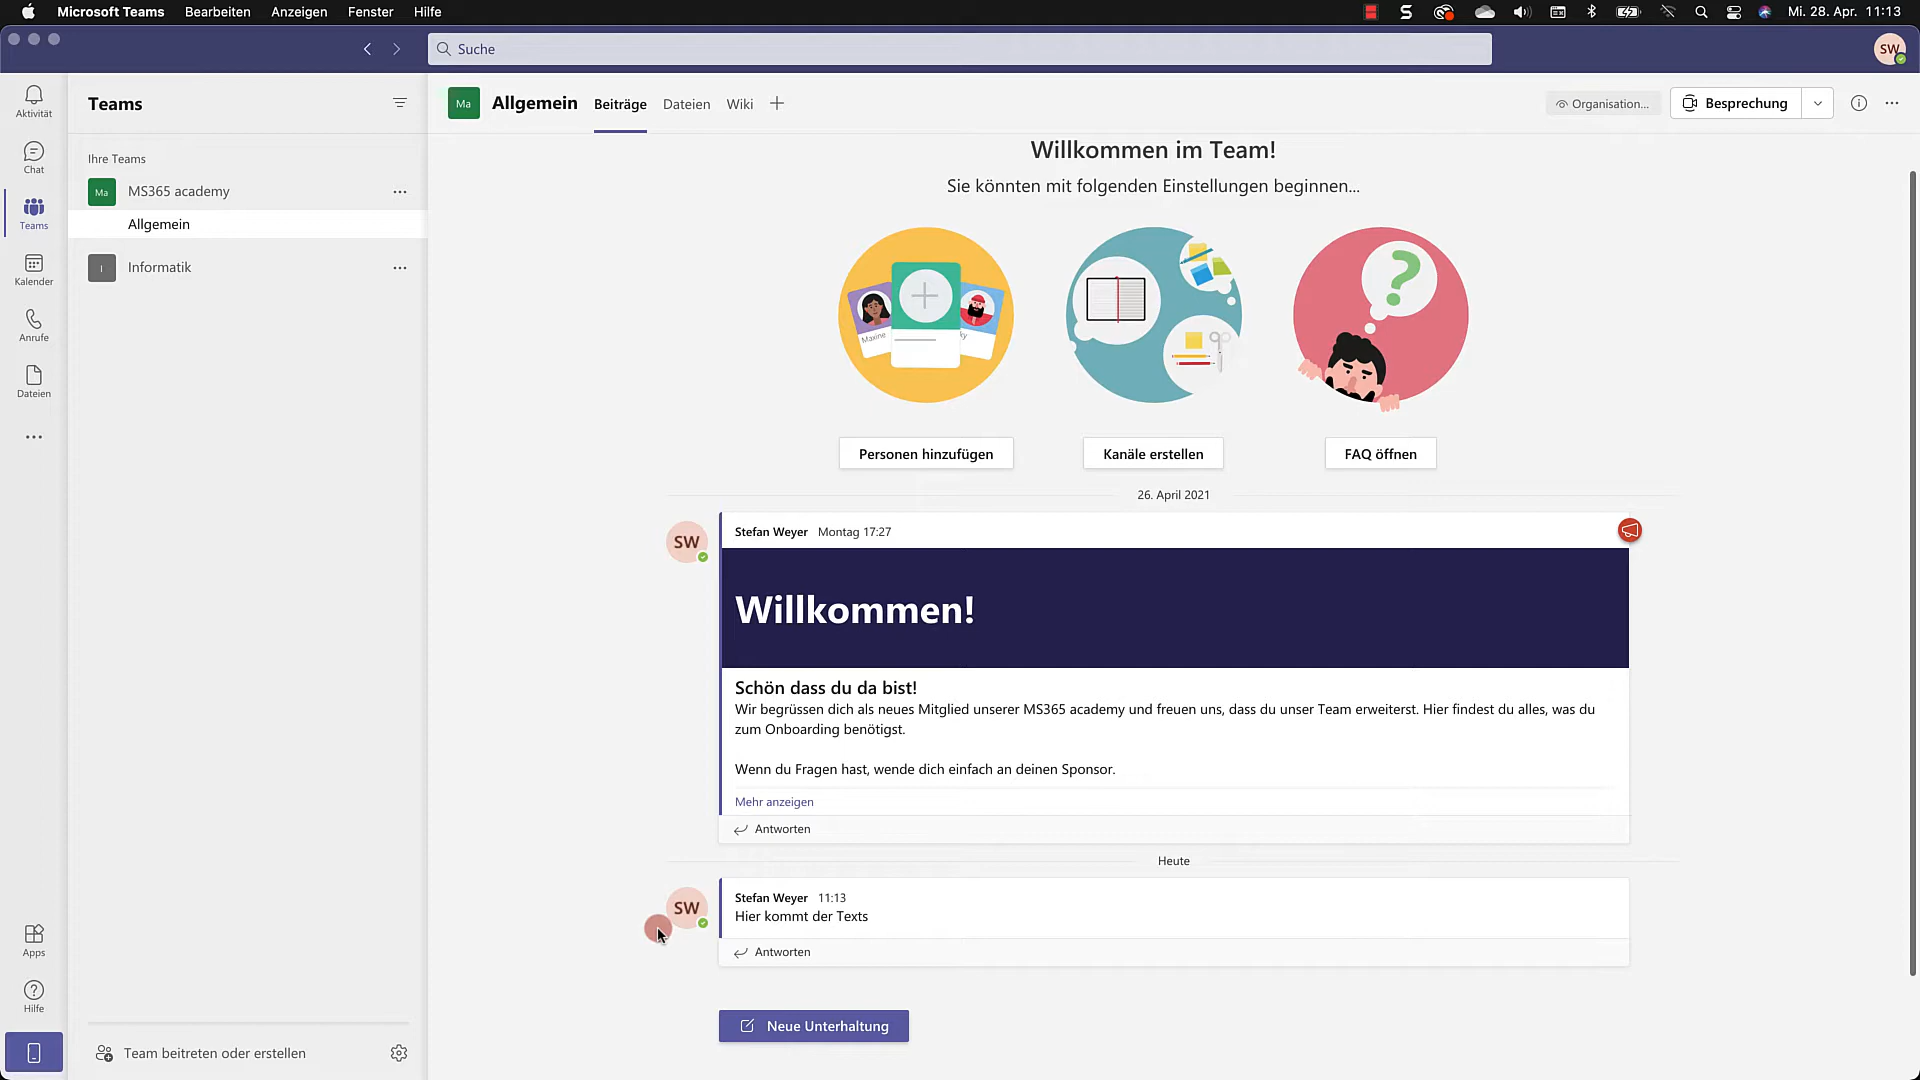 Microsoft Teams Bearbeiten Anzeigen Fenster Hilfe
Mi. 28. Apr. 11:13
Suche
SW
Aktivität
Chat
Teams
Kalender
Anrufe
Dateien
Apps
Hilfe
Teams
Ihre Teams
Ma MS365 academy
Allgemein
I Informatik
Team beitreten oder erstellen
Ma Allgemein Beiträge Dateien Wiki
Organisation...
Besprechung
Willkommen im Team!
Sie könnten mit folgenden Einstellungen beginnen...
Maxine
ky
Personen hinzufügen
Kanäle erstellen
FAQ öffnen
26. April 2021
SW
Stefan Weyer Montag 17:27
Willkommen!
Schön dass du da bist!
Wir begrüssen dich als neues Mitglied unserer MS365 academy und freuen uns, dass du unser Team erweiterst. Hier findest du alles, was du
zum Onboarding benötigst.
Wenn du Fragen hast, wende dich einfach an deinen Sponsor.
Mehr anzeigen
Antworten
Heute
SW
Stefan Weyer 11:13
Hier kommt der Texts
Antworten
Neue Unterhaltung